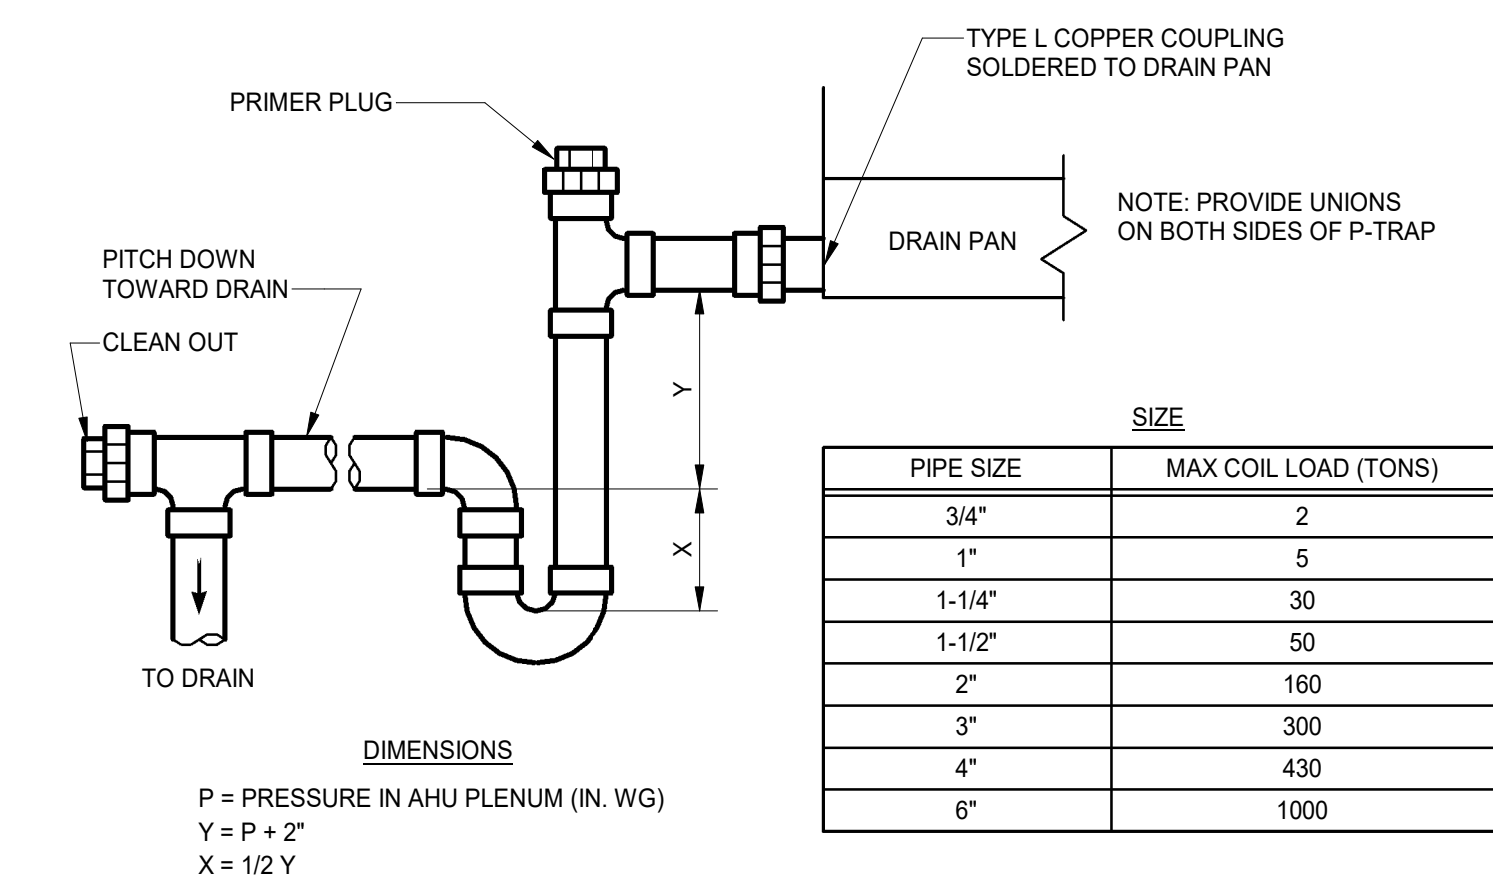 TYPE L COPPER COUPLING
SOLDERED TO DRAIN PAN
PRIMER PLUG
NOTE: PROVIDE UNIONS
ON BOTH SIDES OF P-TRAP
DRAIN PAN
PITCH DOWN
TOWARD DRAIN
CLEAN OUT
Y
X
TO DRAIN
SIZE
PIPE SIZE MAX COIL LOAD (TONS)
3/4" 2
1" 5
1-1/4" 30
1-1/2" 50
2" 160
3" 300
4" 430
6" 1000
DIMENSIONS
P = PRESSURE IN AHU PLENUM (IN. WG)
Y = P + 2"
X = 1/2 Y